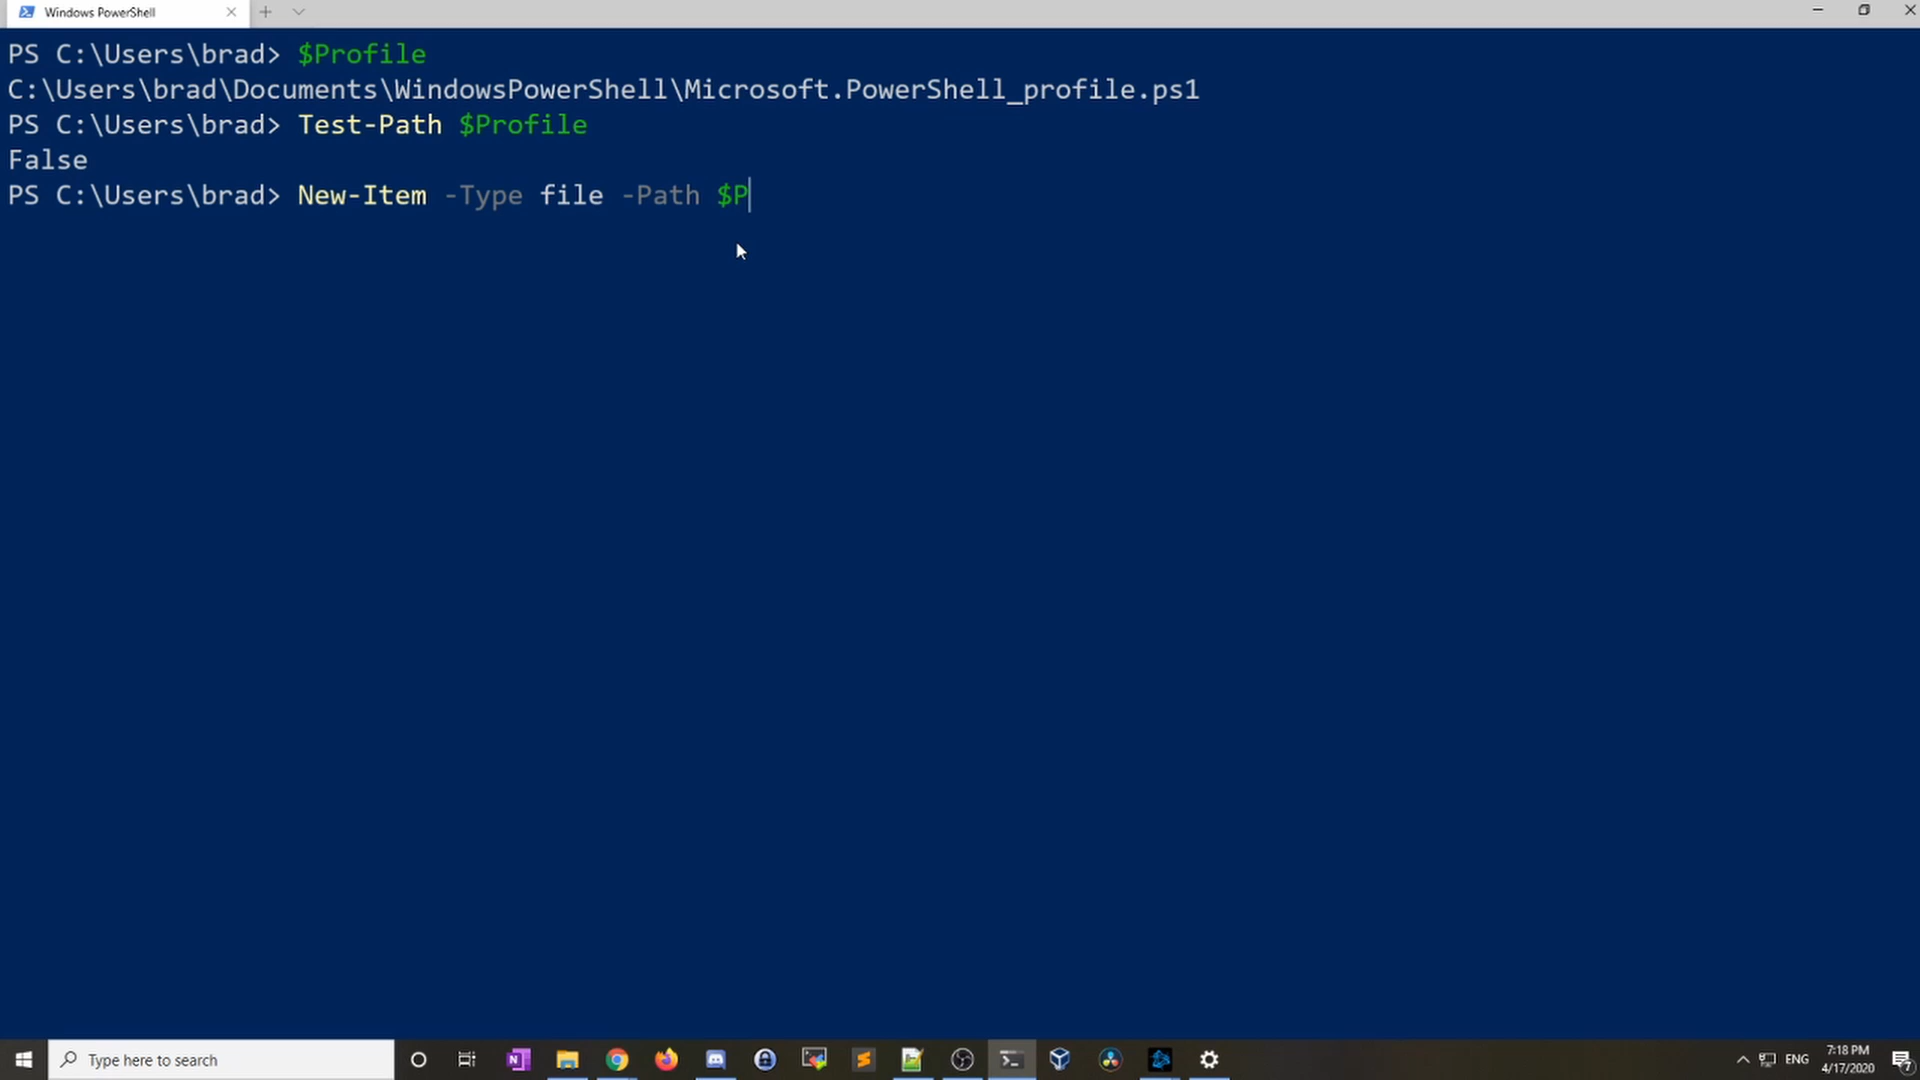 Windows PowerShell
PS C:\Users\brad> $Profile
C:\Users\brad\Documents\WindowsPowerShell\Microsoft.PowerShell_profile.ps1
PS C:\Users\brad> Test-Path $Profile
False
PS C:\Users\brad> New-Item -Type file -Path $P
Type here to search
ENG
7:18 PM
4/17/2020
7